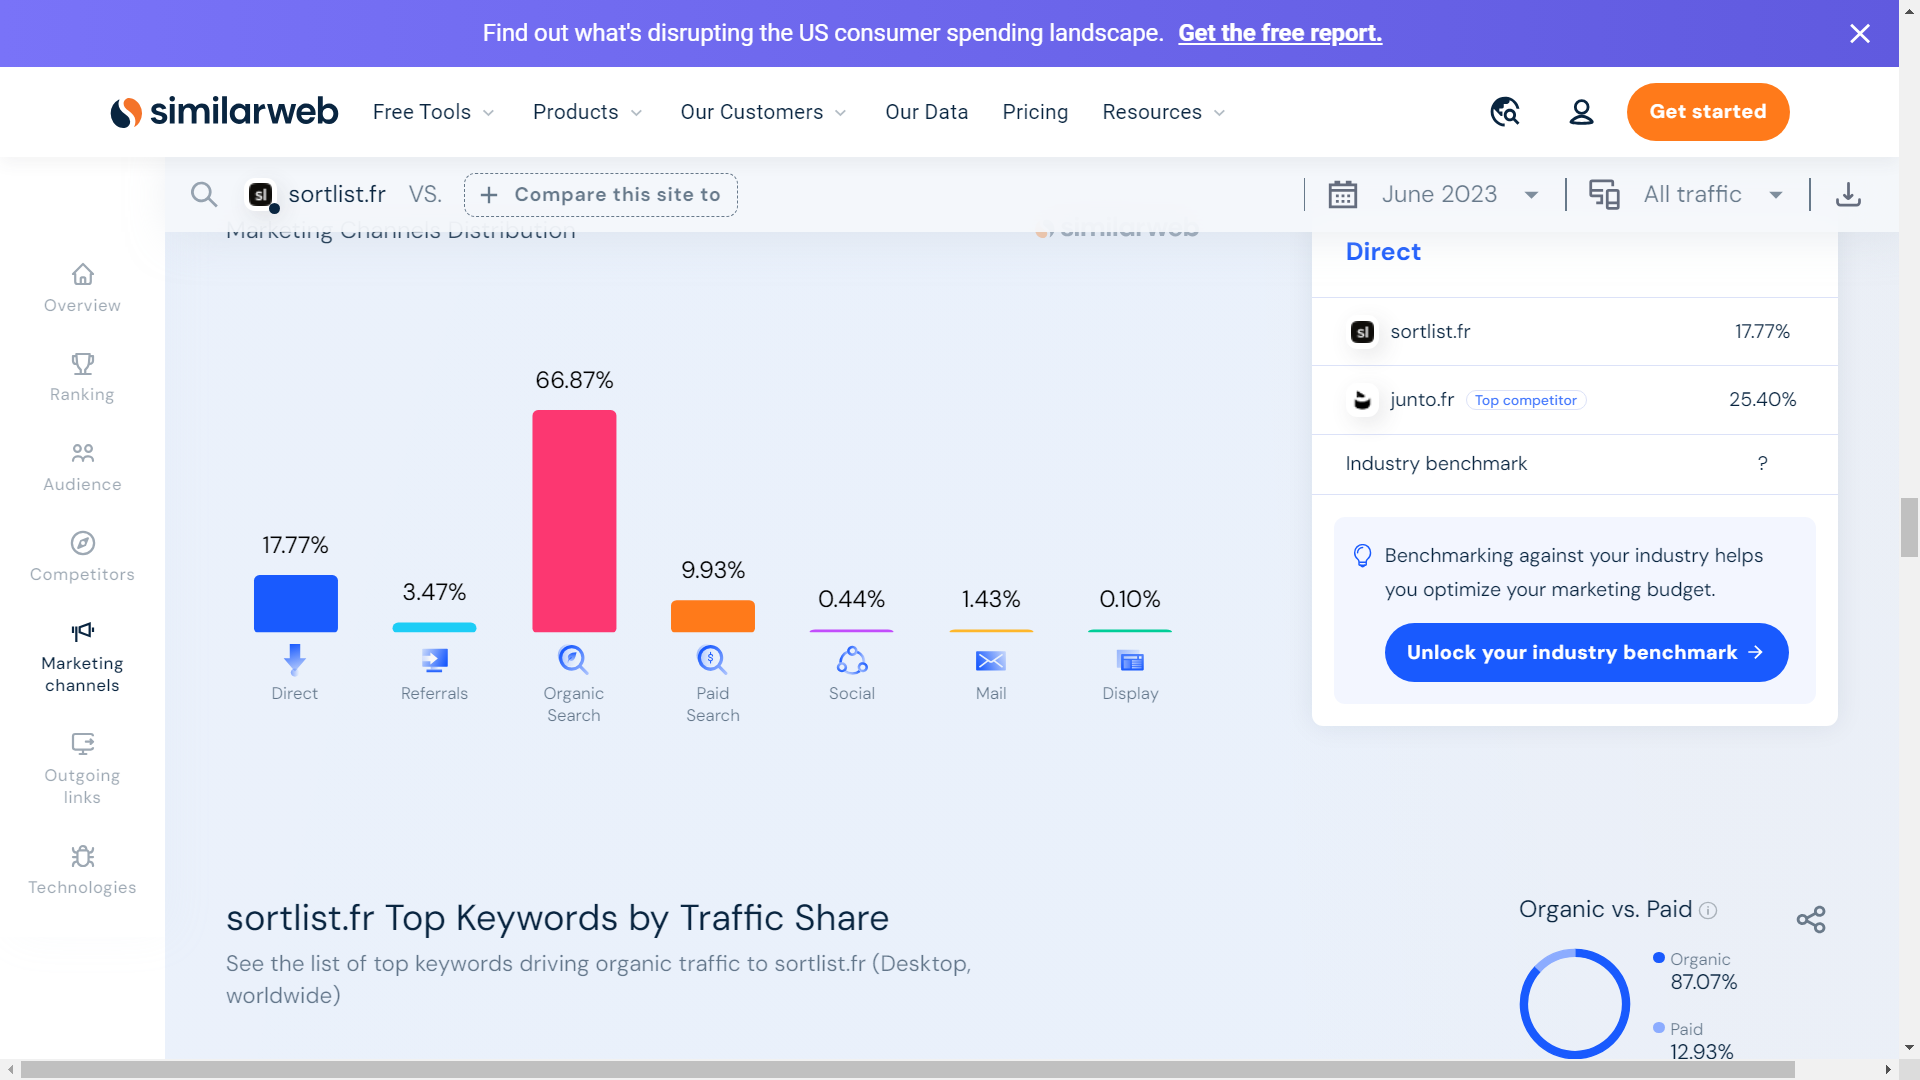 Find out what's disrupting the US consumer spending landscape. Get the free report.
similarweb Free Tools Products Our Customers Our Data Pricing Resources Get started
sl sortlist.fr VS. + Compare this site to June 2023 All traffic
Marketing Channels Distribution similarweb
Overview
Ranking
Audience
Competitors
Marketing
channels
Outgoing
links
Technologies
66.87%
17.77%
3.47%
9.93%
0.44%
1.43%
0.10%
Direct
Referrals
Organic
Search
Paid
Search
Social
Mail
Display
Direct
sl sortlist.fr 17.77%
junto.fr Top competitor 25.40%
Industry benchmark ?
Benchmarking against your industry helps
you optimize your marketing budget.
Unlock your industry benchmark →
sortlist.fr Top Keywords by Traffic Share
See the list of top keywords driving organic traffic to sortlist.fr (Desktop,
worldwide)
Organic vs. Paid
Organic
87.07%
Paid
12.93%